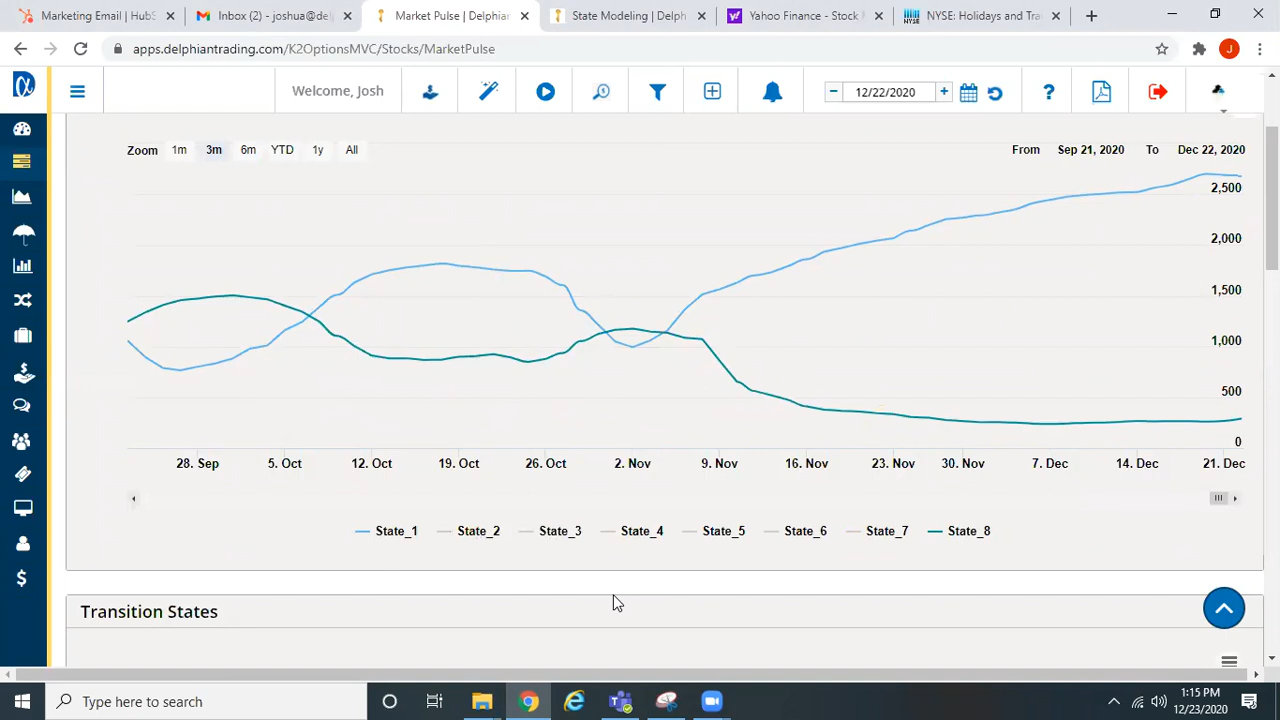 Marketing Email | HubS
Inbox (2) - joshua@del
Market Pulse | Delphian
State Modeling | Delph
Yahoo Finance - Stock M
NYSE: Holidays and Tra
apps.delphiantrading.com/K2OptionsMVC/Stocks/MarketPulse
J
Welcome, Josh
12/22/2020
Zoom 1m 3m 6m YTD 1y All
From Sep 21, 2020 To Dec 22, 2020
2,500
2,000
1,500
1,000
500
0
28. Sep 5. Oct 12. Oct 19. Oct 26. Oct 2. Nov 9. Nov 16. Nov 23. Nov 30. Nov 7. Dec 14. Dec 21. Dec
State_1 State_2 State_3 State_4 State_5 State_6 State_7 State_8
Transition States
Type here to search
1:15 PM
12/23/2020